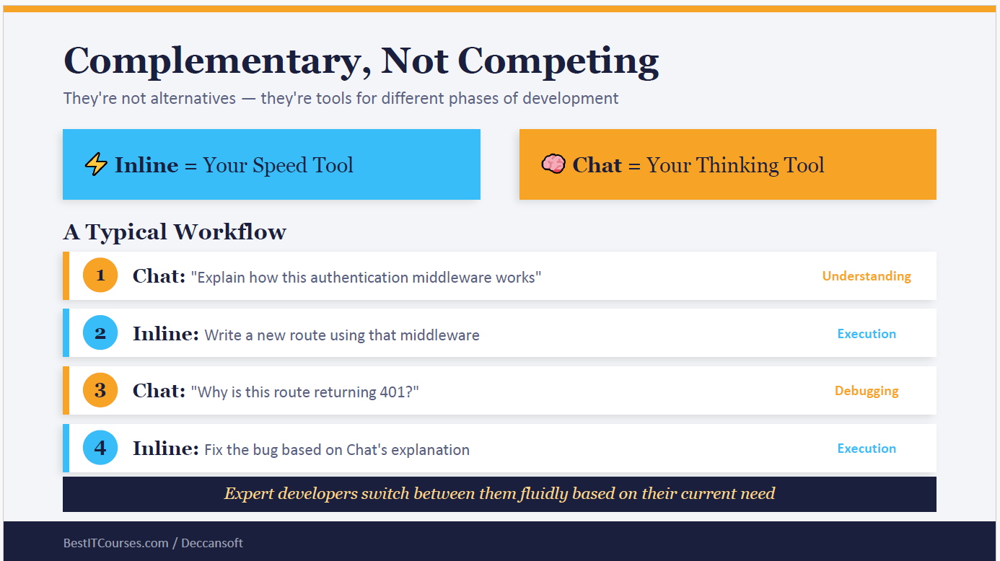 Complementary, Not Competing
They're not alternatives — they're tools for different phases of development
⚡ Inline = Your Speed Tool
🧠 Chat = Your Thinking Tool
A Typical Workflow
1 Chat: "Explain how this authentication middleware works" Understanding
2 Inline: Write a new route using that middleware Execution
3 Chat: "Why is this route returning 401?" Debugging
4 Inline: Fix the bug based on Chat's explanation Execution
Expert developers switch between them fluidly based on their current need
BestITCourses.com / Deccansoft